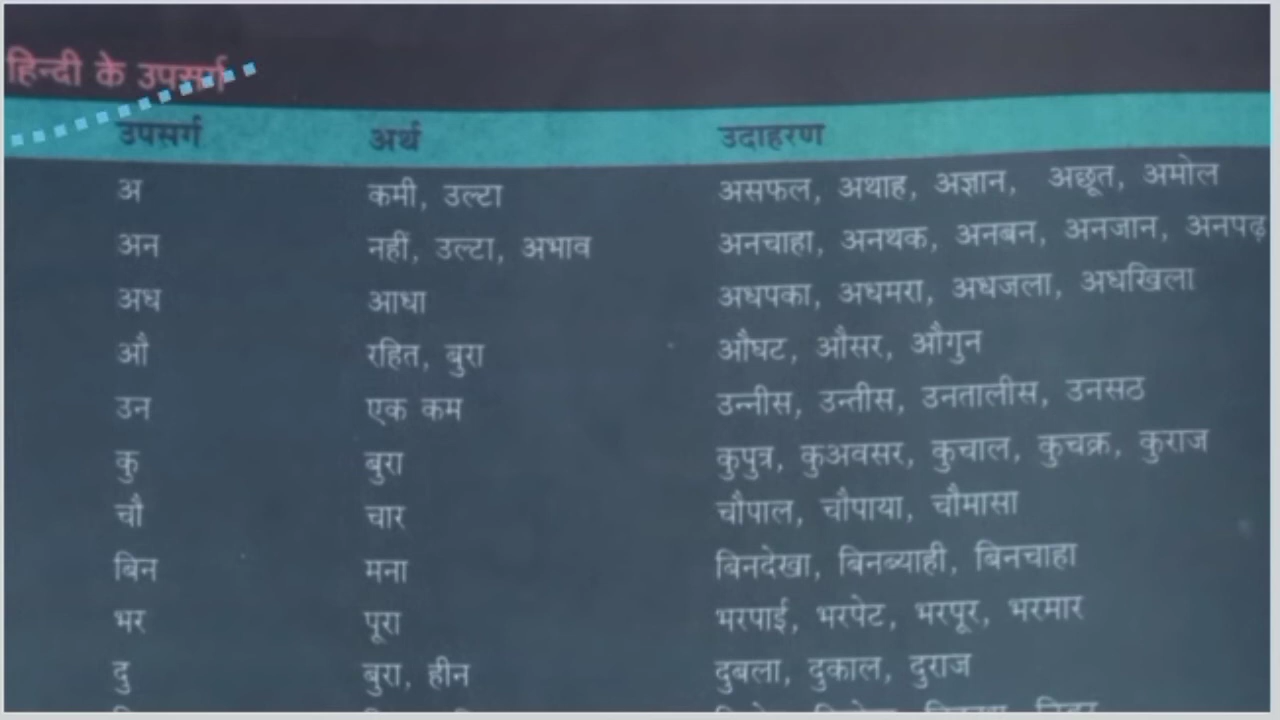 हिन्दी के उपसर्ग
उपसर्ग अर्थ उदाहरण
अ कमी, उल्टा असफल, अथाह, अज्ञान, अछूत, अमोल
अन नहीं, उल्टा, अभाव अनचाहा, अनथक, अनबन, अनजान, अनपढ़
अध आधा अधपका, अधमरा, अधजला, अधखिला
औ रहित, बुरा औघट, औसर, औगुन
उन एक कम उन्नीस, उन्तीस, उनतालीस, उनसठ
कु बुरा कुपुत्र, कुअवसर, कुचाल, कुचक्र, कुराज
चौ चार चौपाल, चौपाया, चौमासा
बिन मना बिनदेखा, बिनब्याही, बिनचाहा
भर पूरा भरपाई, भरपेट, भरपूर, भरमार
दु बुरा, हीन दुबला, दुकाल, दुराज